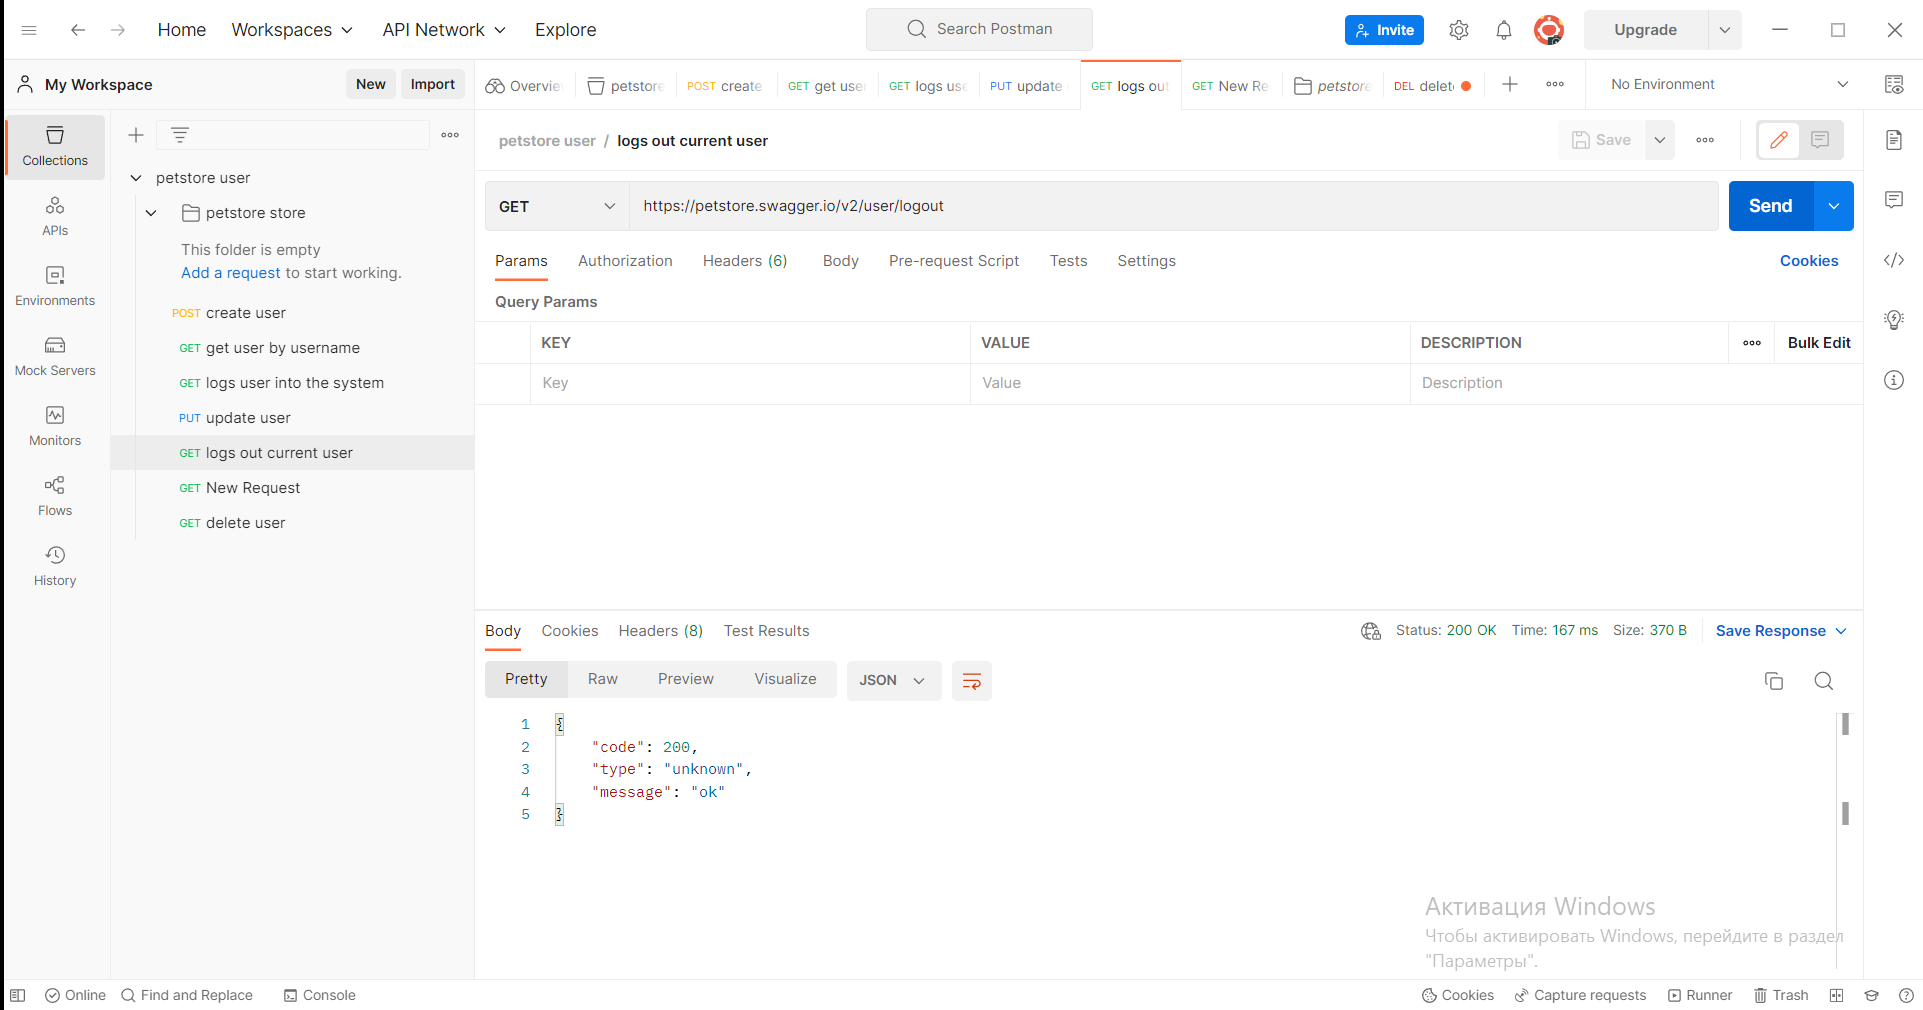 Home Workspaces API Network Explore Search Postman Invite Upgrade
My Workspace New Import Overvie petstore POST create GET get use GET logs use PUT update GET logs out GET New Re petstore DEL delet No Environment
Collections
APIs
Environments
Mock Servers
Monitors
Flows
History
petstore user
petstore store
This folder is empty
Add a request to start working.
POST create user
GET get user by username
GET logs user into the system
PUT update user
GET logs out current user
GET New Request
GET delete user
petstore user / logs out current user Save
GET https://petstore.swagger.io/v2/user/logout Send
Params Authorization Headers (6) Body Pre-request Script Tests Settings Cookies
Query Params
KEY VALUE DESCRIPTION Bulk Edit
Key Value Description
Body Cookies Headers (8) Test Results Status: 200 OK Time: 167 ms Size: 370 B Save Response
Pretty Raw Preview Visualize JSON
1 {
2 "code": 200,
3 "type": "unknown",
4 "message": "ok"
5 }
Активация Windows
Чтобы активировать Windows, перейдите в раздел
"Параметры".
Online Find and Replace Console Cookies Capture requests Runner Trash